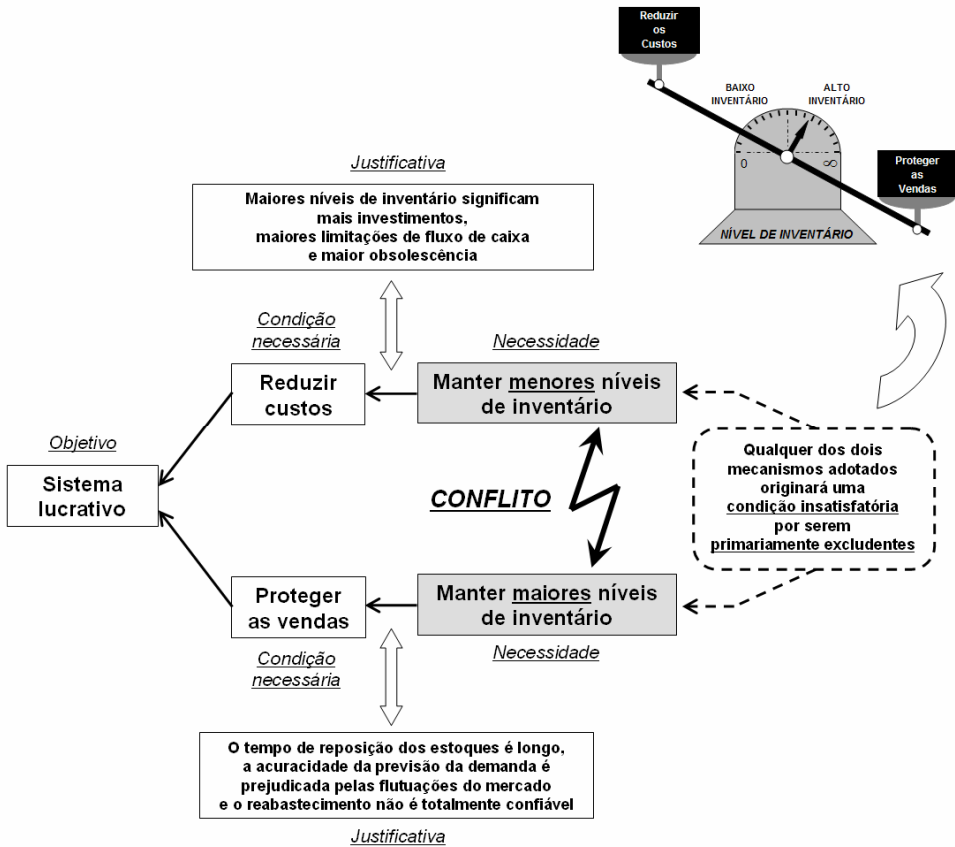 Reduzir
os
Custos
BAIXO
INVENTÁRIO
ALTO
INVENTÁRIO
0
∞
Proteger
as
Vendas
NÍVEL DE INVENTÁRIO
Justificativa
Maiores níveis de inventário significam
mais investimentos,
maiores limitações de fluxo de caixa
e maior obsolescência
Condição
necessária
Necessidade
Reduzir
custos
Manter menores níveis
de inventário
Objetivo
Sistema
lucrativo
CONFLITO
Qualquer dos dois
mecanismos adotados
originará uma
condição insatisfatória
por serem
primariamente excludentes
Proteger
as vendas
Manter maiores níveis
de inventário
Condição
necessária
Necessidade
O tempo de reposição dos estoques é longo,
a acuracidade da previsão da demanda é
prejudicada pelas flutuações do mercado
e o reabastecimento não é totalmente confiável
Justificativa